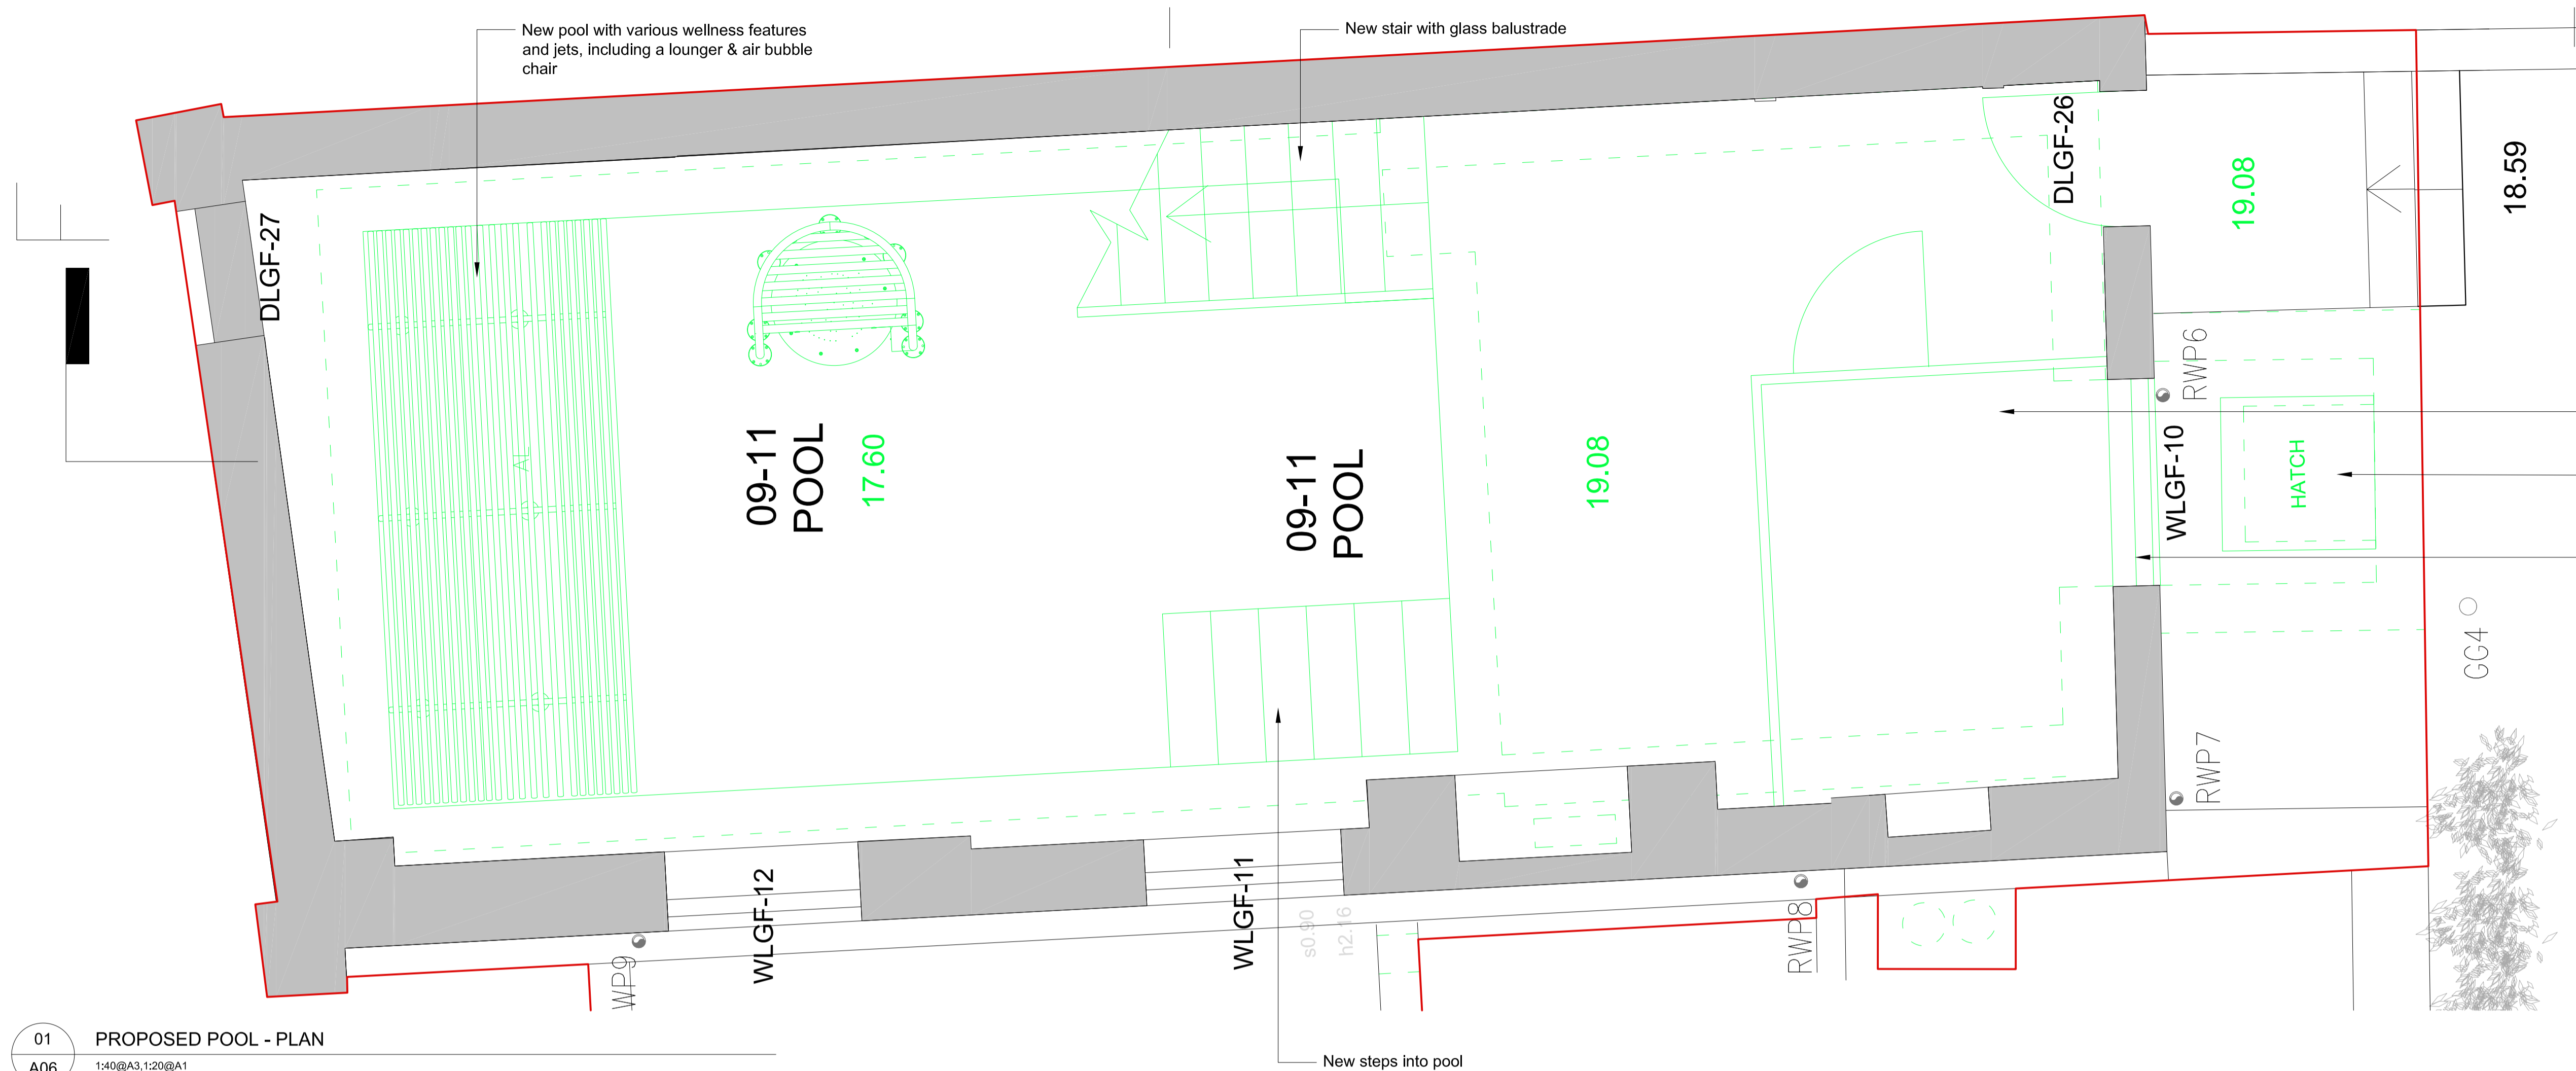 New pool with various wellness features
and jets, including a lounger & air bubble
chair
New stair with glass balustrade
DLGF-27
DLGF-26
19.08
18.59
09-11
POOL
17.60
AL
09-11
POOL
19.08
RWP6
WLGF-10
HATCH
GG4
RWP7
WLGF-12
WLGF-11
s0.90
h2.16
RWP8
WP9
New steps into pool
01
A06
PROPOSED POOL - PLAN
1:40@A3,1:20@A1